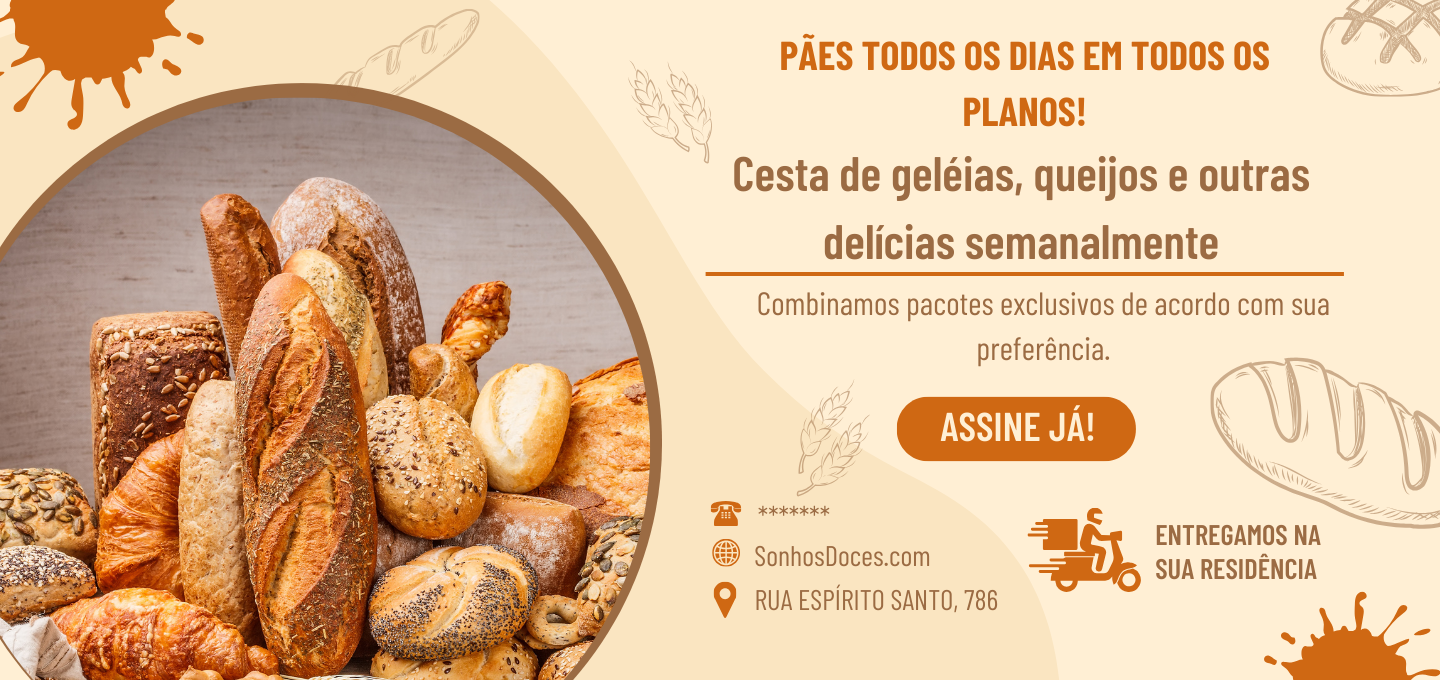 PÃES TODOS OS DIAS EM TODOS OS
PLANOS!
Cesta de geléias, queijos e outras
delícias semanalmente
Combinamos pacotes exclusivos de acordo com sua
preferência.
ASSINE JÁ!
*******
SonhosDoces.com
RUA ESPÍRITO SANTO, 786
ENTREGAMOS NA
SUA RESIDÊNCIA